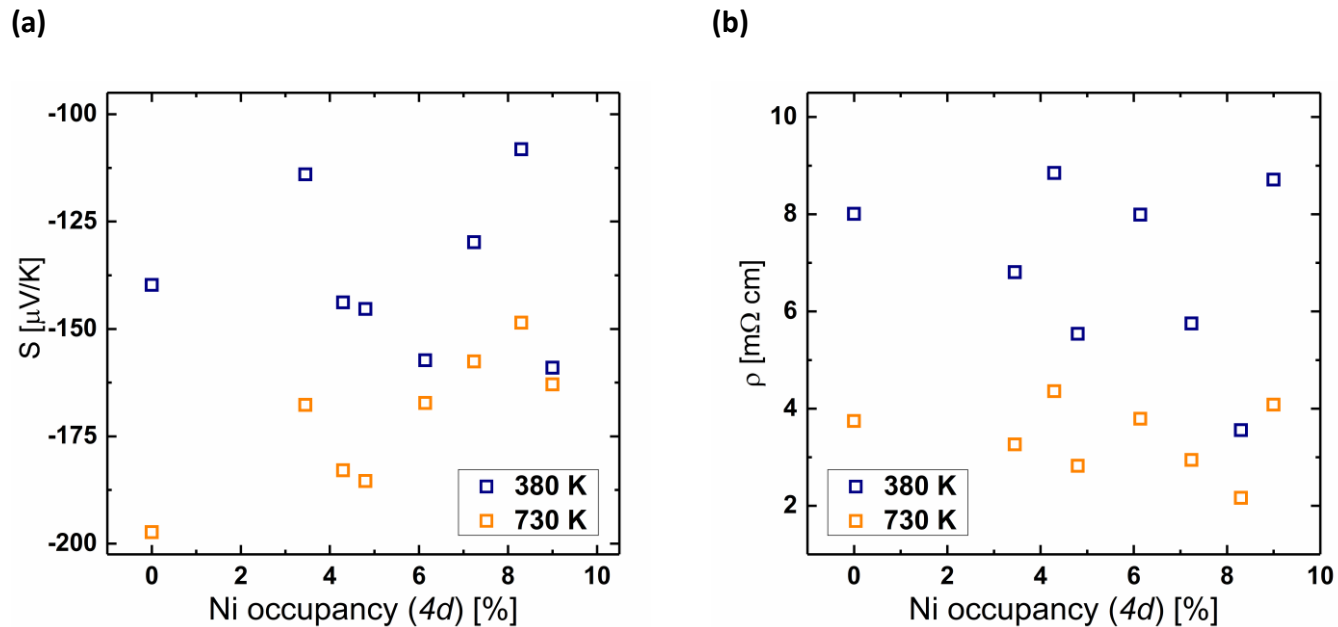 (a)
-100
-125
-150
-175
-200
S [μV/K]
0 2 4 6 8 10
Ni occupancy (4d) [%]
380 K
730 K
(b)
10
8
6
4
2
ρ [mΩ cm]
0 2 4 6 8 10
Ni occupancy (4d) [%]
380 K
730 K